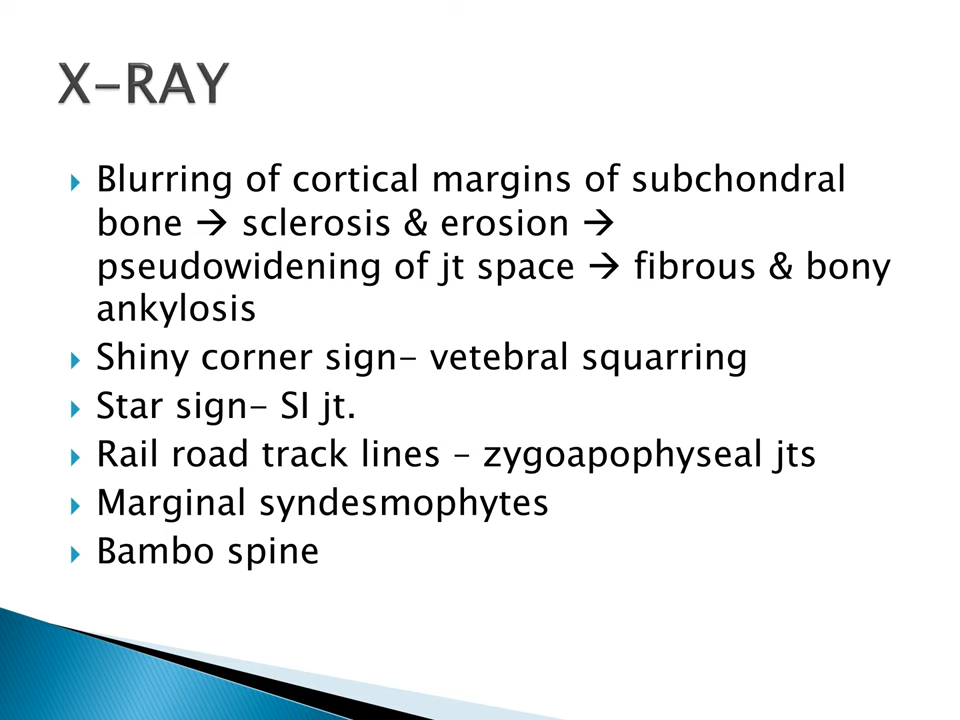 X-RAY
Blurring of cortical margins of subchondral
bone → sclerosis & erosion →
pseudowidening of jt space → fibrous & bony
ankylosis
Shiny corner sign- vetebral squarring
Star sign- SI jt.
Rail road track lines – zygoapophyseal jts
Marginal syndesmophytes
Bambo spine